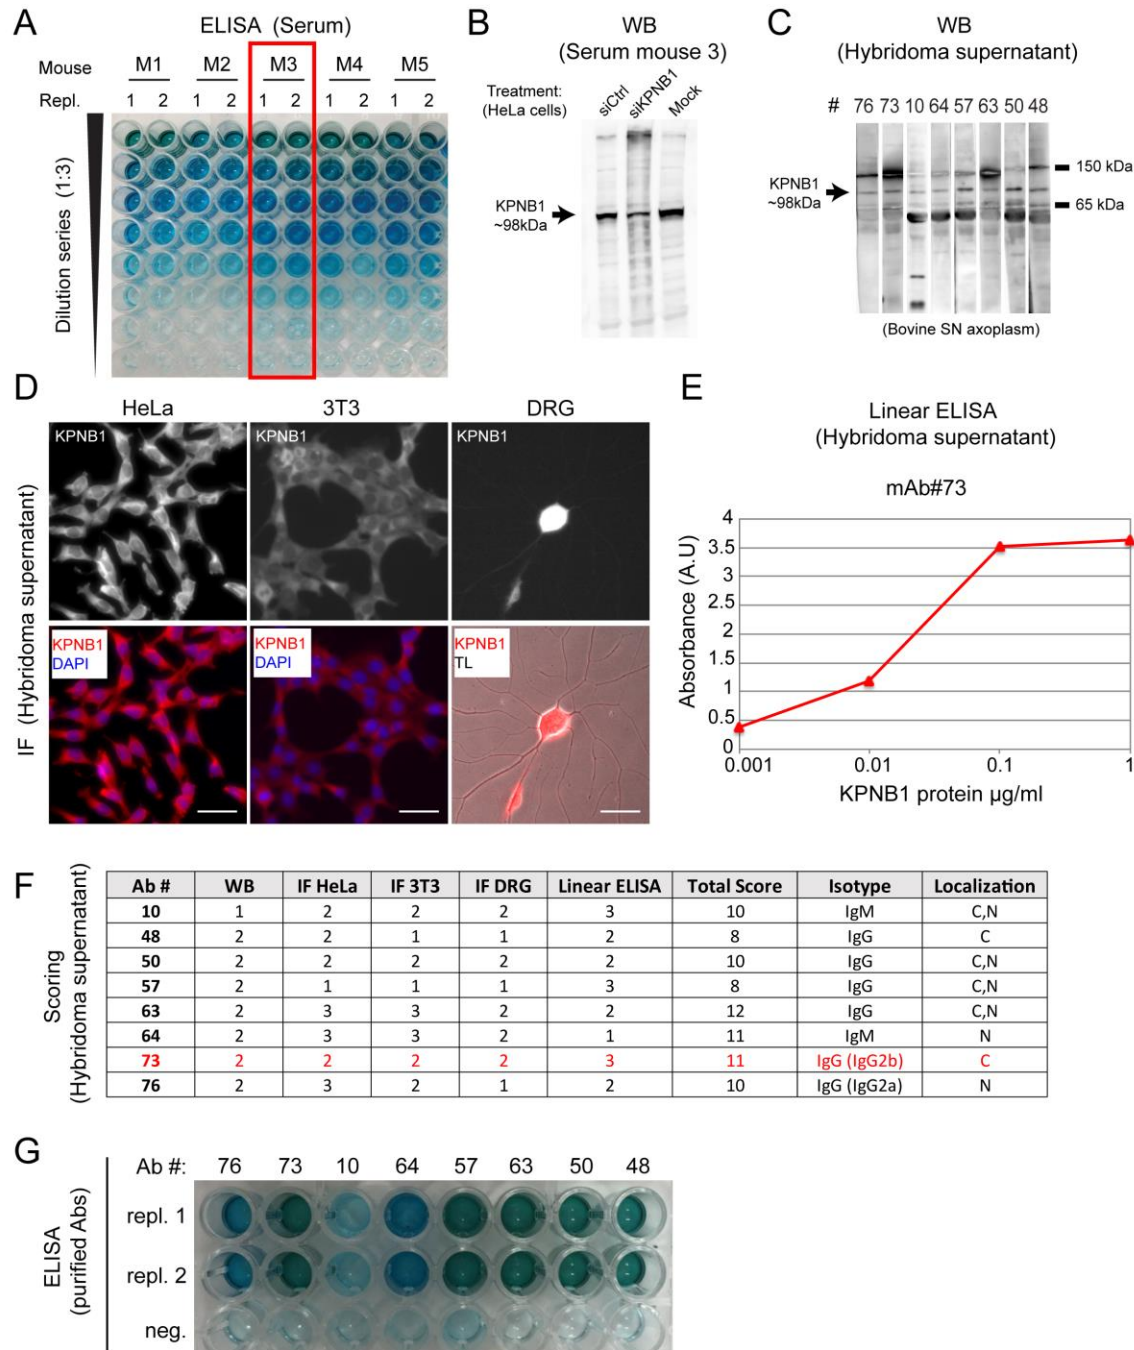 A
ELISA (Serum)
Mouse M1 M2 M3 M4 M5
Repl. 1 2 1 2 1 2 1 2 1 2
Dilution series (1:3)
B
WB
(Serum mouse 3)
Treatment:
(HeLa cells)
siCtrl
siKPNB1
Mock
KPNB1
~98kDa
C
WB
(Hybridoma supernatant)
# 76 73 10 64 57 63 50 48
KPNB1
~98kDa
150 kDa
65 kDa
(Bovine SN axoplasm)
D
HeLa 3T3 DRG
IF (Hybridoma supernatant)
KPNB1 KPNB1 KPNB1
KPNB1 KPNB1 KPNB1
DAPI DAPI TL
E
Linear ELISA
(Hybridoma supernatant)
mAb#73
Absorbance (A.U)
4
3.5
3
2.5
2
1.5
1
0.5
0
0.001 0.01 0.1 1
KPNB1 protein µg/ml
F
Scoring
(Hybridoma supernatant)
Ab # WB IF HeLa IF 3T3 IF DRG Linear ELISA Total Score Isotype Localization
10 1 2 2 2 3 10 IgM C,N
48 2 2 1 1 2 8 IgG C
50 2 2 2 2 2 10 IgG C,N
57 2 1 1 1 3 8 IgG C,N
63 2 3 3 2 2 12 IgG C,N
64 2 3 3 2 1 11 IgM N
73 2 2 2 2 3 11 IgG (IgG2b) C
76 2 3 2 1 2 10 IgG (IgG2a) N
G
ELISA
(purified Abs)
Ab #: 76 73 10 64 57 63 50 48
repl. 1
repl. 2
neg.